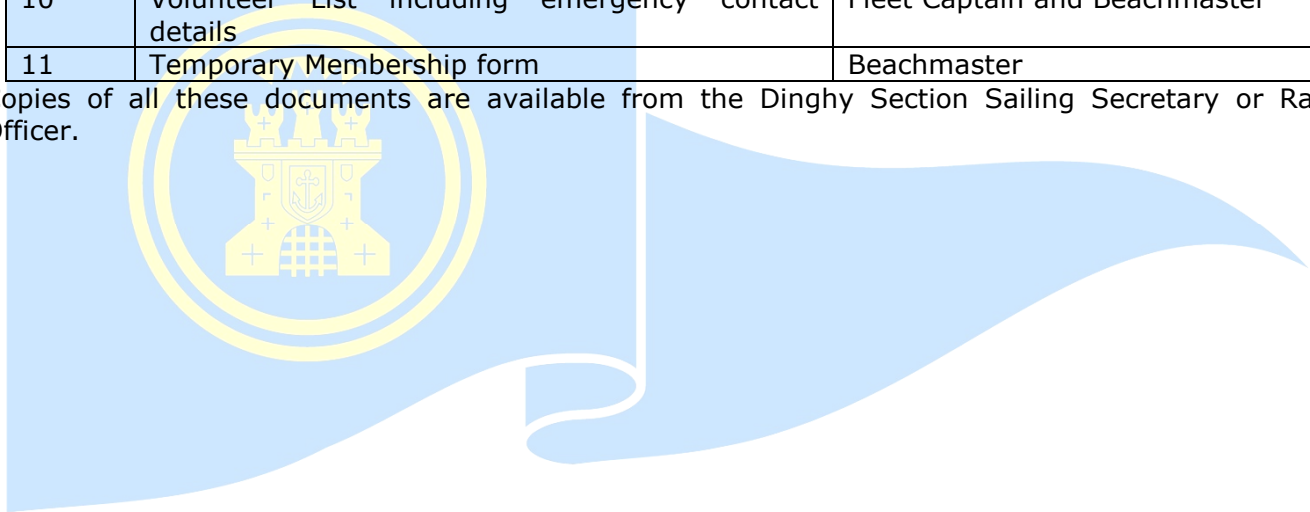 10 Volunteer List including emergency contact Fleet Captain and Beachmaster
details
11 Temporary Membership form Beachmaster
opies of all these documents are available from the Dinghy Section Sailing Secretary or Ra
fficer.